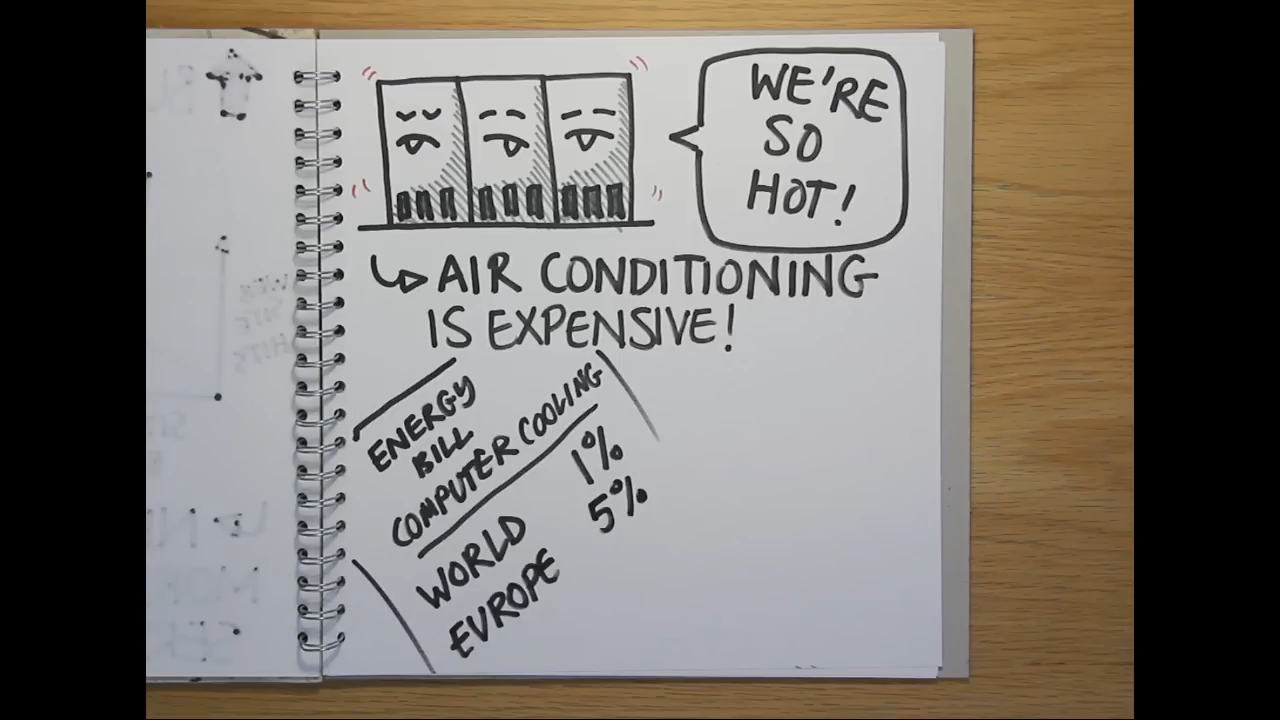 WE'RE
SO
HOT!
↳ AIR CONDITIONING
IS EXPENSIVE!
ENERGY
BILL
COMPUTER COOLING
WORLD 1%
EUROPE 5%